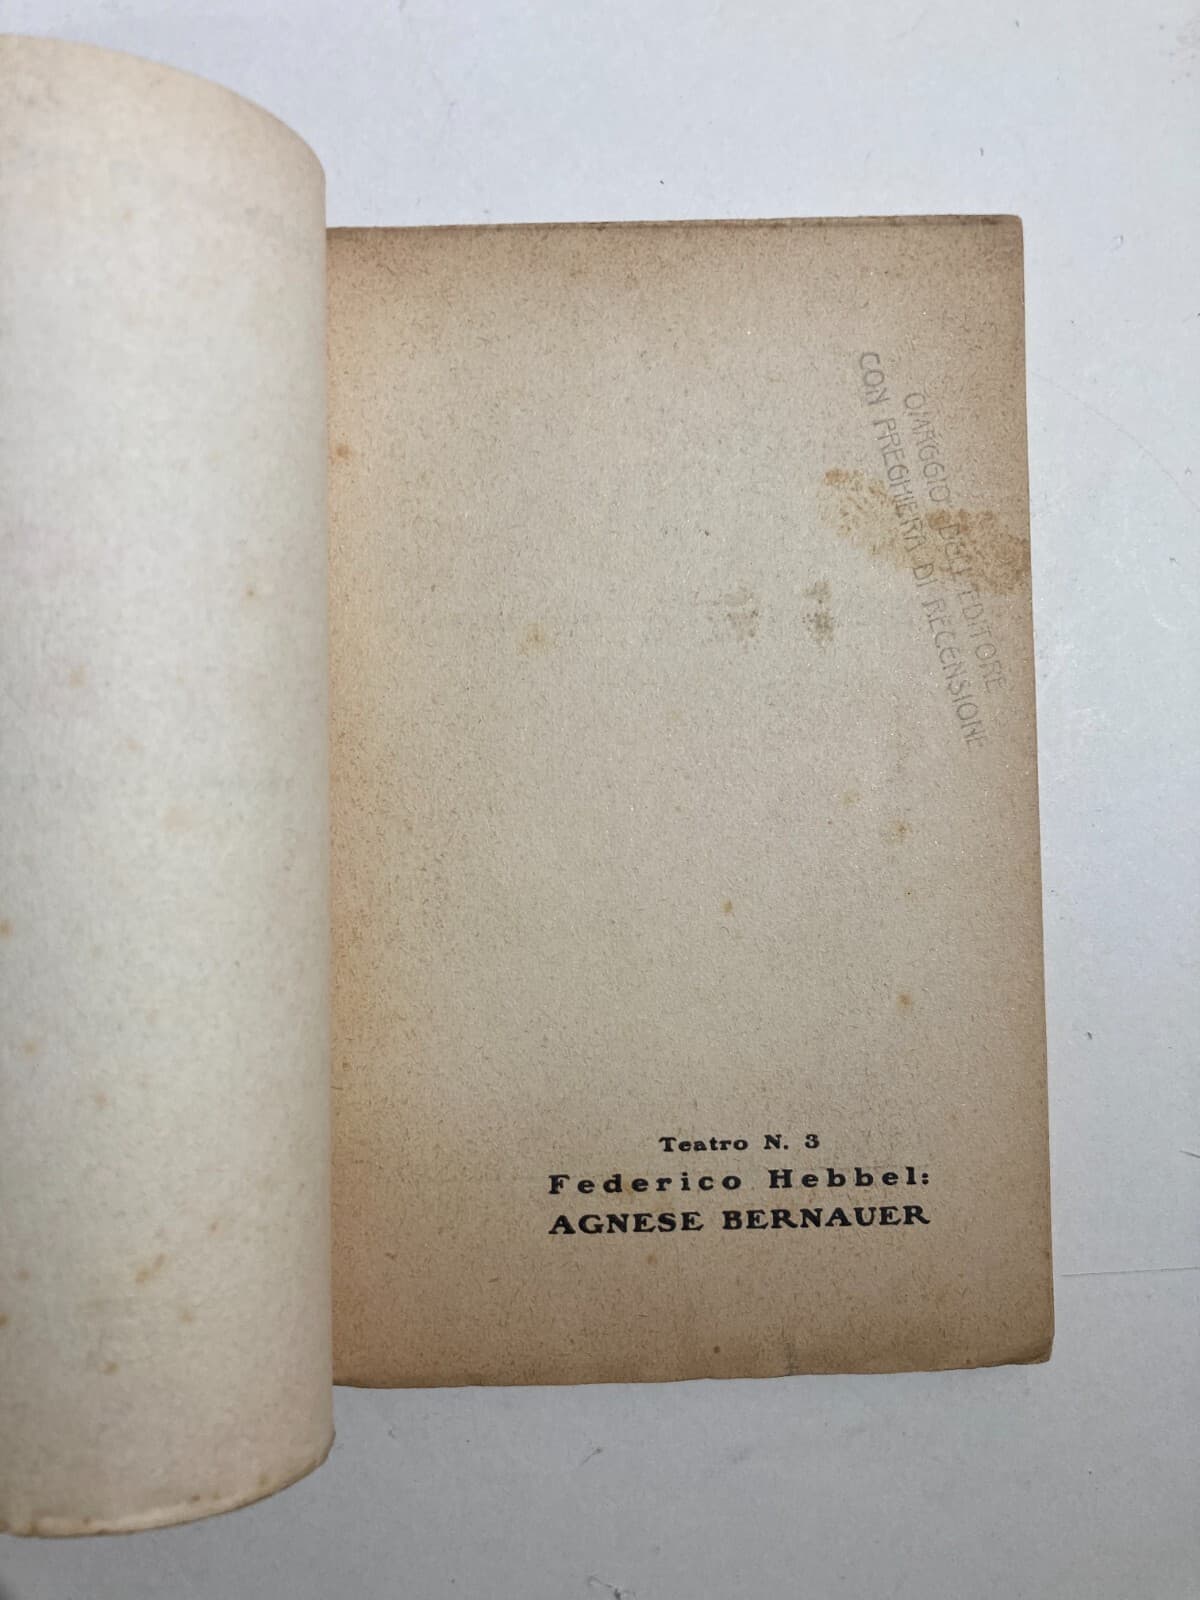 OMAGGIO DELL'EDITORE
CON PREGHIERA DI RECENSIONE
Teatro N. 3
Federico Hebbel:
AGNESE BERNAUER